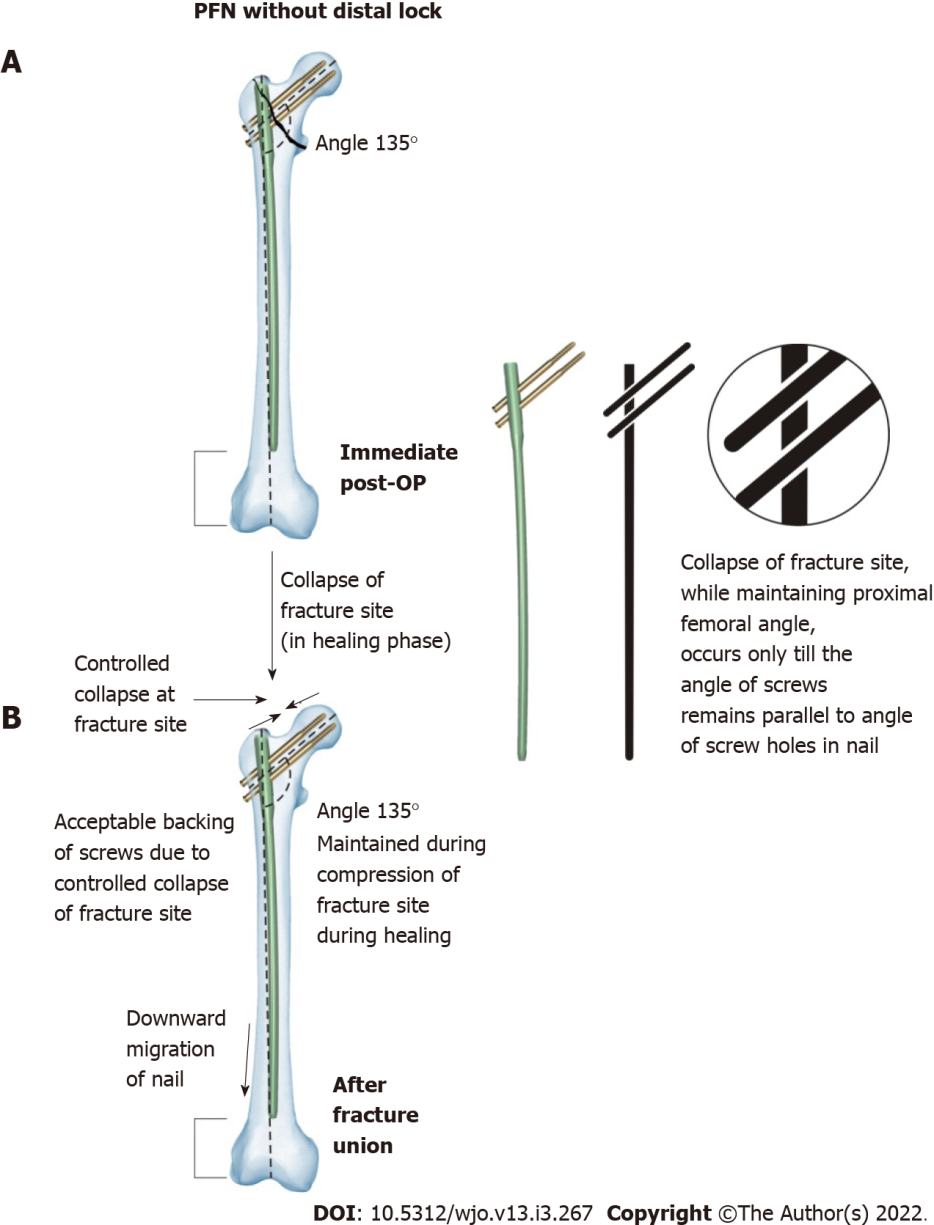 PFN without distal lock
A
Angle 135°
Immediate
post-OP
Collapse of
fracture site
(in healing phase)
Collapse of fracture site,
while maintaining proximal
femoral angle,
occurs only till the
angle of screws
remains parallel to angle
of screw holes in nail
Controlled
collapse at
fracture site
B
Acceptable backing
of screws due to
controlled collapse
of fracture site
Angle 135°
Maintained during
compression of
fracture site
during healing
Downward
migration
of nail
After
fracture
union
DOI: 10.5312/wjo.v13.i3.267 Copyright ©The Author(s) 2022.